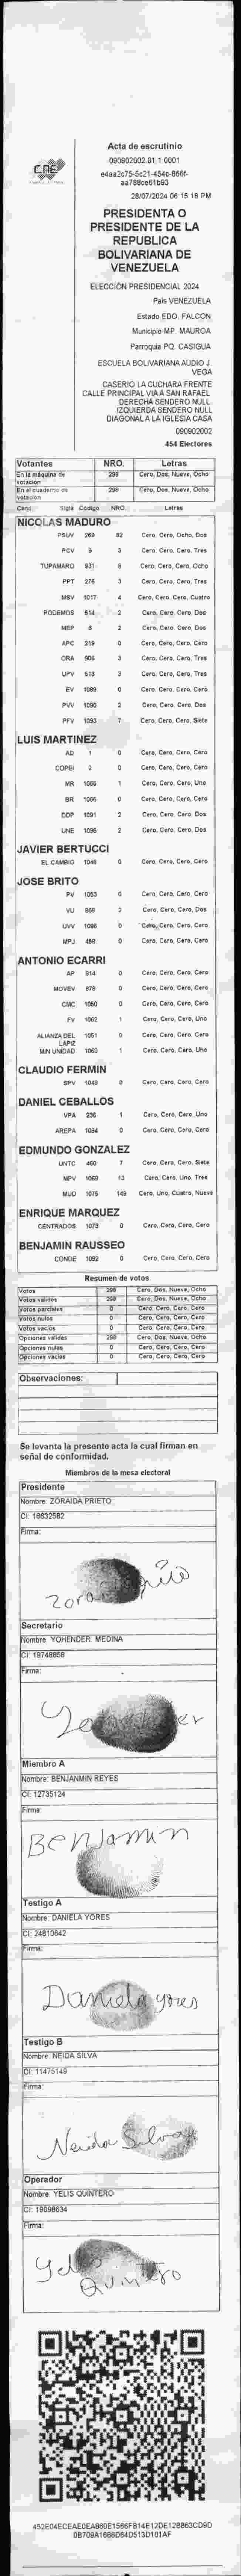 CNE
Acta de escrutinio
090902002.01.1.0001
e4aa2c75-5c21-454c-866f-
aa788ce61b93
28/07/2024 06:15:18 PM
PRESIDENTA O
PRESIDENTE DE LA
REPUBLICA
BOLIVARIANA DE
VENEZUELA
ELECCIÓN PRESIDENCIAL 2024
País VENEZUELA
Estado EDO. FALCON
Municipio MP. MAUROA
Parroquia PQ. CASIGUA
ESCUELA BOLIVARIANA AUDIO J.
VEGA
CASERIO LA CUCHARA FRENTE
CALLE PRINCIPAL VIA A SAN RAFAEL
DERECHA SENDERO NULL.
IZQUIERDA SENDERO NULL
DIAGONAL A LA IGLESIA CASA
090902002
454 Electores
Votantes NRO. Letras
En la máquina de votación 298 Cero, Dos, Nueve, Ocho
En el cuaderno de votación 298 Cero, Dos, Nueve, Ocho
Cand. Sigla Código NRO. Letras
NICOLAS MADURO
PSUV 269 82 Cero, Cero, Ocho, Dos
PCV 9 3 Cero, Cero, Cero, Tres
TUPAMARO 931 8 Cero, Cero, Cero, Ocho
PPT 276 3 Cero, Cero, Cero, Tres
MSV 1017 4 Cero, Cero, Cero, Cuatro
PODEMOS 514 2 Cero, Cero, Cero, Dos
MEP 6 2 Cero, Cero, Cero, Dos
APC 219 0 Cero, Cero, Cero, Cero
ORA 906 3 Cero, Cero, Cero, Tres
UPV 513 3 Cero, Cero, Cero, Tres
EV 1089 0 Cero, Cero, Cero, Cero
PVV 1090 2 Cero, Cero, Cero, Dos
PFV 1093 7 Cero, Cero, Cero, Siete
LUIS MARTINEZ
AD 1 0 Cero, Cero, Cero, Cero
COPEI 2 0 Cero, Cero, Cero, Cero
MR 1055 1 Cero, Cero, Cero, Uno
BR 1066 0 Cero, Cero, Cero, Cero
DDP 1091 2 Cero, Cero, Cero, Dos
UNE 1095 2 Cero, Cero, Cero, Dos
JAVIER BERTUCCI
EL CAMBIO 1048 0 Cero, Cero, Cero, Cero
JOSE BRITO
PV 1053 0 Cero, Cero, Cero, Cero
VU 869 2 Cero, Cero, Cero, Dos
UVV 1096 0 Cero, Cero, Cero, Cero
MPJ 458 0 Cero, Cero, Cero, Cero
ANTONIO ECARRI
AP 914 0 Cero, Cero, Cero, Cero
MOVEV 978 0 Cero, Cero, Cero, Cero
CMC 1050 0 Cero, Cero, Cero, Cero
FV 1062 1 Cero, Cero, Cero, Uno
ALIANZA DEL LAPIZ 1051 0 Cero, Cero, Cero, Cero
MIN UNIDAD 1068 1 Cero, Cero, Cero, Uno
CLAUDIO FERMIN
SPV 1049 0 Cero, Cero, Cero, Cero
DANIEL CEBALLOS
VPA 236 1 Cero, Cero, Cero, Uno
AREPA 1084 0 Cero, Cero, Cero, Cero
EDMUNDO GONZALEZ
UNTC 460 7 Cero, Cero, Cero, Siete
MPV 1069 13 Cero, Cero, Uno, Tres
MUD 1075 149 Cero, Uno, Cuatro, Nueve
ENRIQUE MARQUEZ
CENTRADOS 1073 0 Cero, Cero, Cero, Cero
BENJAMIN RAUSSEO
CONDE 1092 0 Cero, Cero, Cero, Cero
Resumen de votos
Votos 298 Cero, Dos, Nueve, Ocho
Votos válidos 298 Cero, Dos, Nueve, Ocho
Votos parciales 0 Cero, Cero, Cero, Cero
Votos nulos 0 Cero, Cero, Cero, Cero
Votos vacíos 0 Cero, Cero, Cero, Cero
Opciones válidas 298 Cero, Dos, Nueve, Ocho
Opciones nulas 0 Cero, Cero, Cero, Cero
Opciones vacías 0 Cero, Cero, Cero, Cero
Observaciones:
Se levanta la presente acta la cual firman en
señal de conformidad.
Miembros de la mesa electoral
Presidente
Nombre: ZORAIDA PRIETO
CI: 16632582
Firma:
Secretario
Nombre: YOHENDER MEDINA
CI: 19748858
Firma:
Miembro A
Nombre: BENJANMIN REYES
CI: 12735124
Firma:
Benjamin
Testigo A
Nombre: DANIELA YORES
CI: 24810642
Firma:
Daniela yores
Testigo B
Nombre: NEIDA SILVA
CI: 11475149
Firma:
Neida Silva
Operador
Nombre: YELIS QUINTERO
CI: 19098634
Firma:
Yelis
Quintero
452E04ECEAE0EA860E1566FB14E12DE12B863CD9D
0B709A1688D64D513D101AF